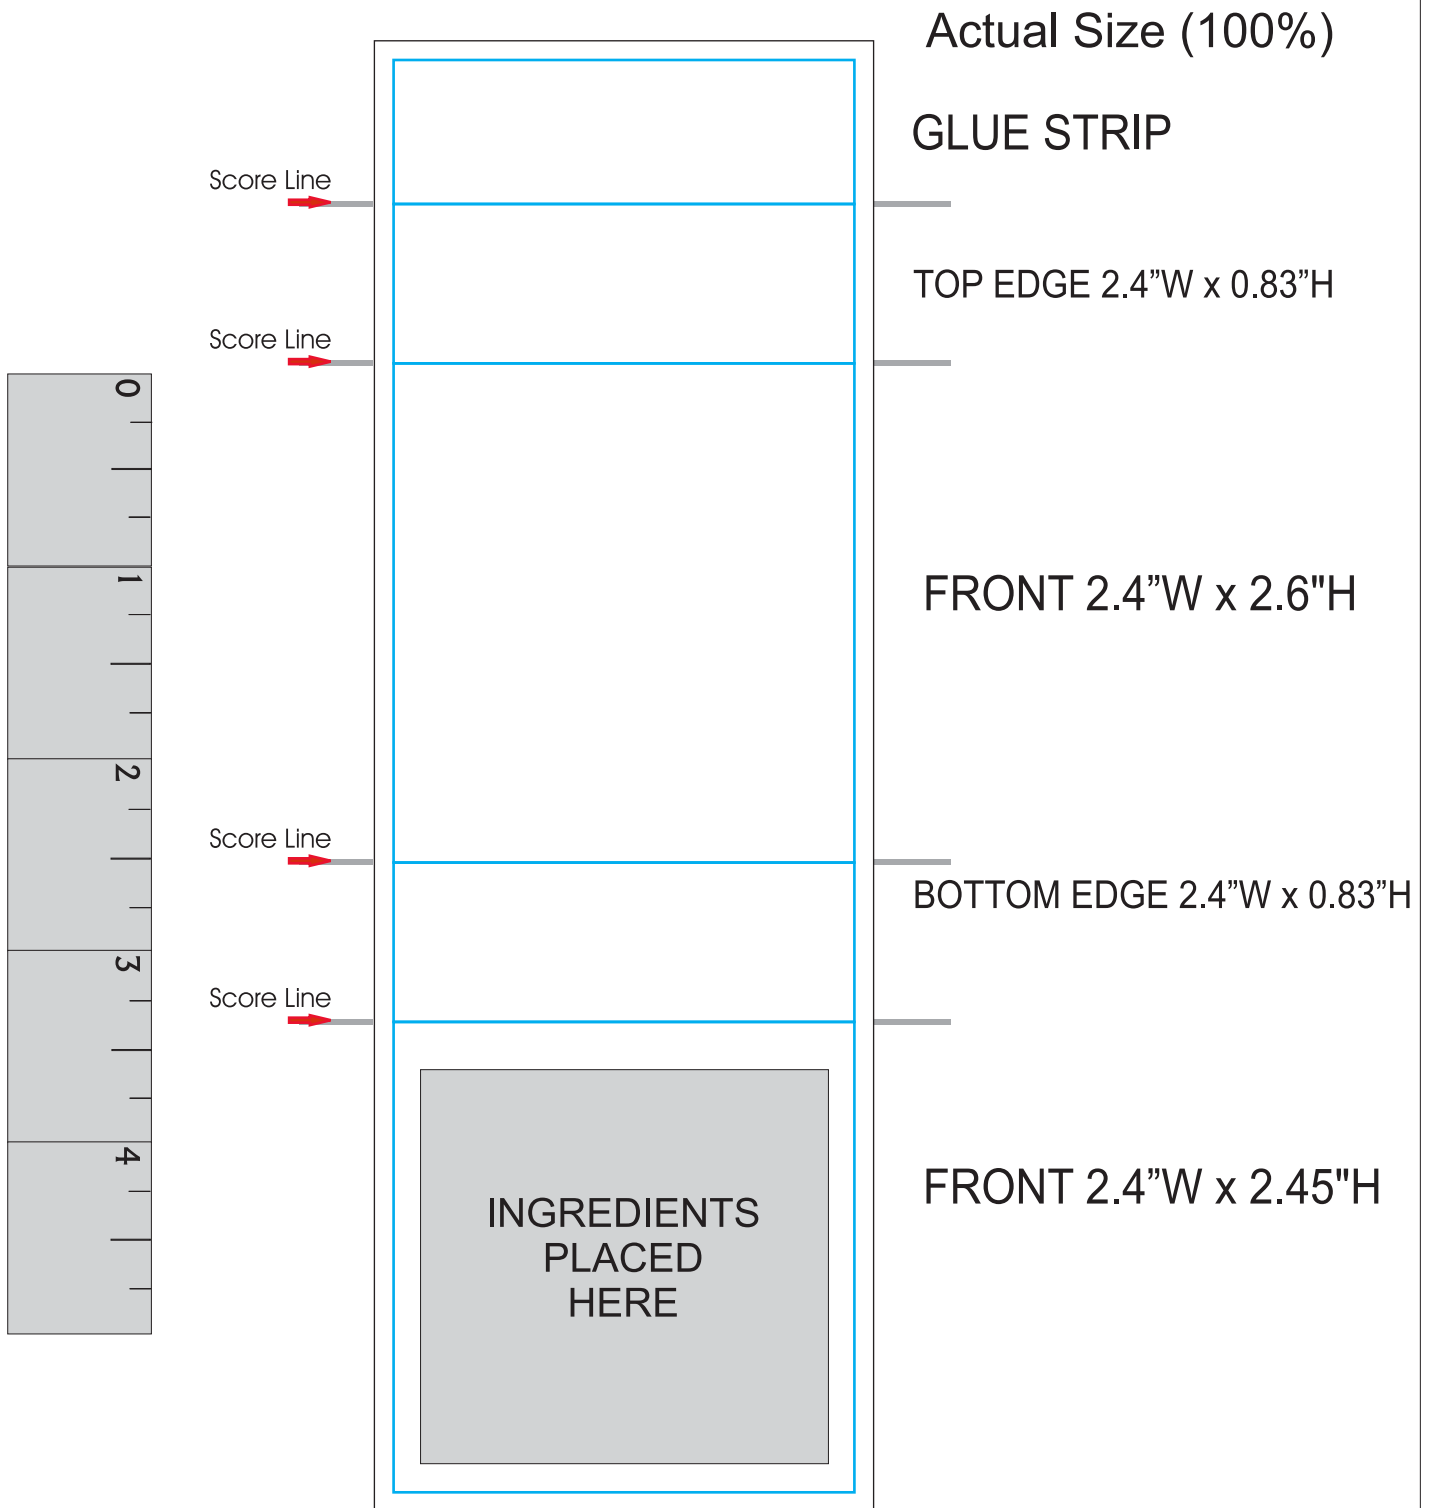 Actual Size (100%)
GLUE STRIP
Score Line
TOP EDGE 2.4”W x 0.83”H
Score Line
0
1
FRONT 2.4”W x 2.6"H
2
Score Line
BOTTOM EDGE 2.4”W x 0.83”H
3
Score Line
4
FRONT 2.4”W x 2.45"H
INGREDIENTS
PLACED
HERE